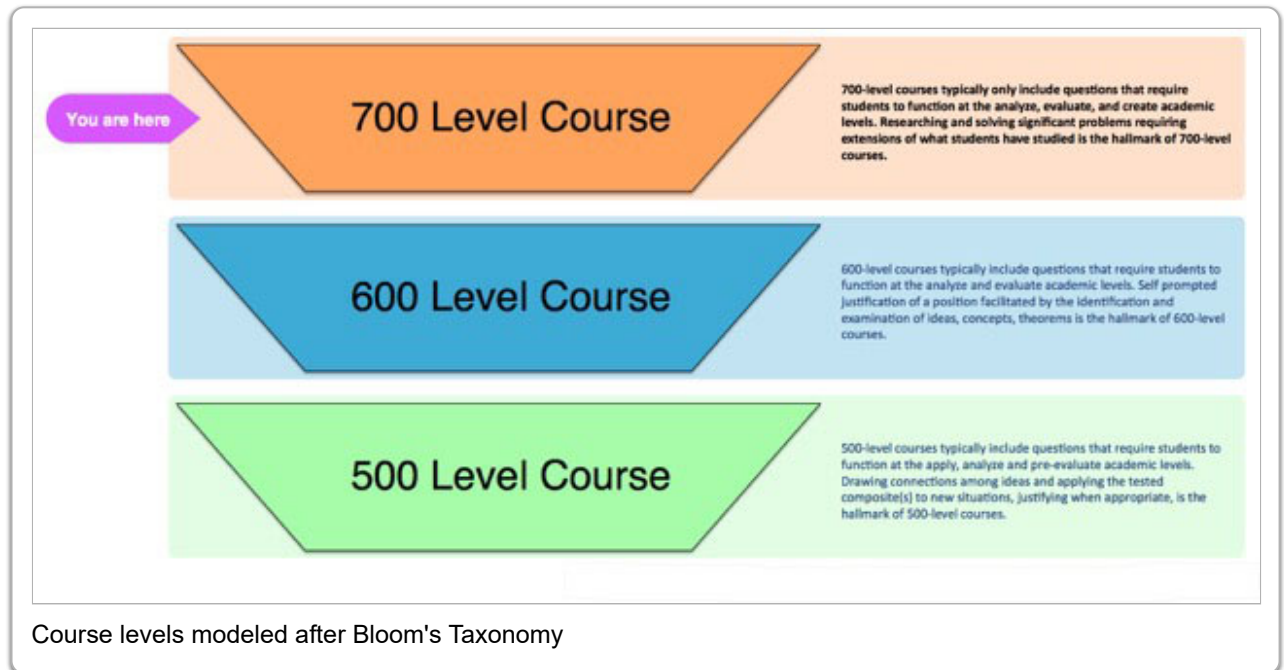 You are here
700 Level Course
700-level courses typically only include questions that require
students to function at the analyze, evaluate, and create academic
levels. Researching and solving significant problems requiring
extensions of what students have studied is the hallmark of 700-level
courses.
600 Level Course
600-level courses typically include questions that require students to
function at the analyze and evaluate academic levels. Self prompted
justification of a position facilitated by the identification and
examination of ideas, concepts, theorems is the hallmark of 600-level
courses.
500 Level Course
500-level courses typically include questions that require students to
function at the apply, analyze and pre-evaluate academic levels.
Drawing connections among ideas and applying the tested
composite(s) to new situations, justifying when appropriate, is the
hallmark of 500-level courses.
Course levels modeled after Bloom's Taxonomy